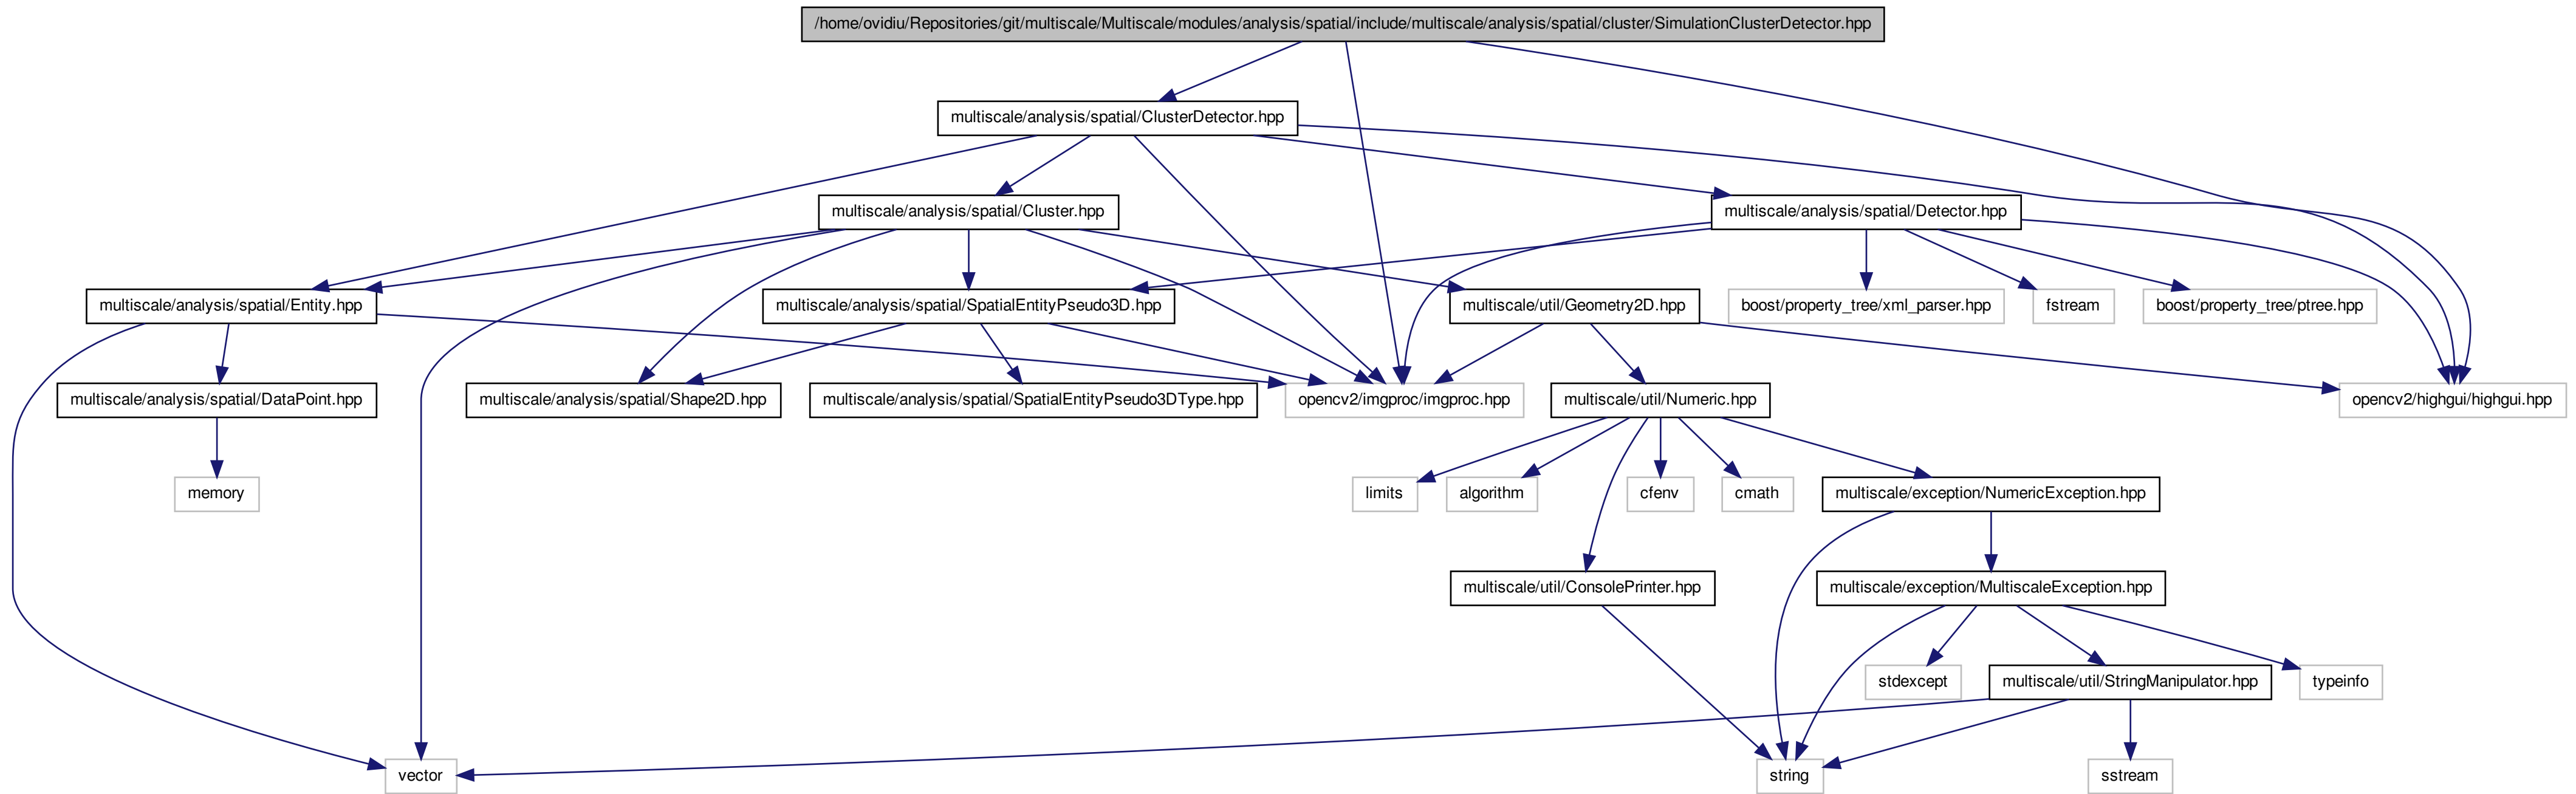 /home/ovidiu/Repositories/git/multiscale/Multiscale/modules/analysis/spatial/include/multiscale/analysis/spatial/cluster/SimulationClusterDetector.hpp
multiscale/analysis/spatial/ClusterDetector.hpp
multiscale/analysis/spatial/Cluster.hpp
multiscale/analysis/spatial/Detector.hpp
multiscale/analysis/spatial/Entity.hpp
multiscale/analysis/spatial/SpatialEntityPseudo3D.hpp
multiscale/util/Geometry2D.hpp
boost/property_tree/xml_parser.hpp
fstream
boost/property_tree/ptree.hpp
multiscale/analysis/spatial/DataPoint.hpp
multiscale/analysis/spatial/Shape2D.hpp
multiscale/analysis/spatial/SpatialEntityPseudo3DType.hpp
opencv2/imgproc/imgproc.hpp
multiscale/util/Numeric.hpp
opencv2/highgui/highgui.hpp
memory
limits
algorithm
cfenv
cmath
multiscale/exception/NumericException.hpp
multiscale/util/ConsolePrinter.hpp
multiscale/exception/MultiscaleException.hpp
stdexcept
multiscale/util/StringManipulator.hpp
typeinfo
vector
string
sstream